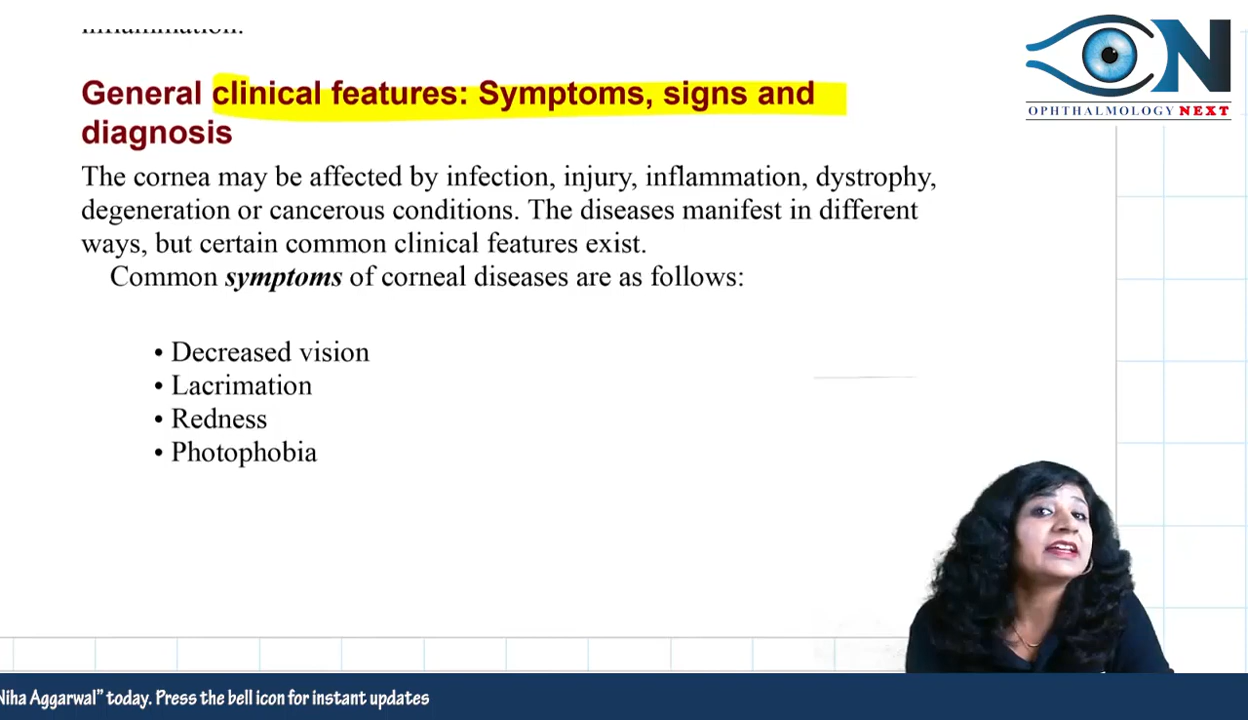 inflammation.
General clinical features: Symptoms, signs and
diagnosis
The cornea may be affected by infection, injury, inflammation, dystrophy,
degeneration or cancerous conditions. The diseases manifest in different
ways, but certain common clinical features exist.
Common symptoms of corneal diseases are as follows:
• Decreased vision
• Lacrimation
• Redness
• Photophobia
ON
OPHTHALMOLOGY NEXT
Niha Aggarwal” today. Press the bell icon for instant updates